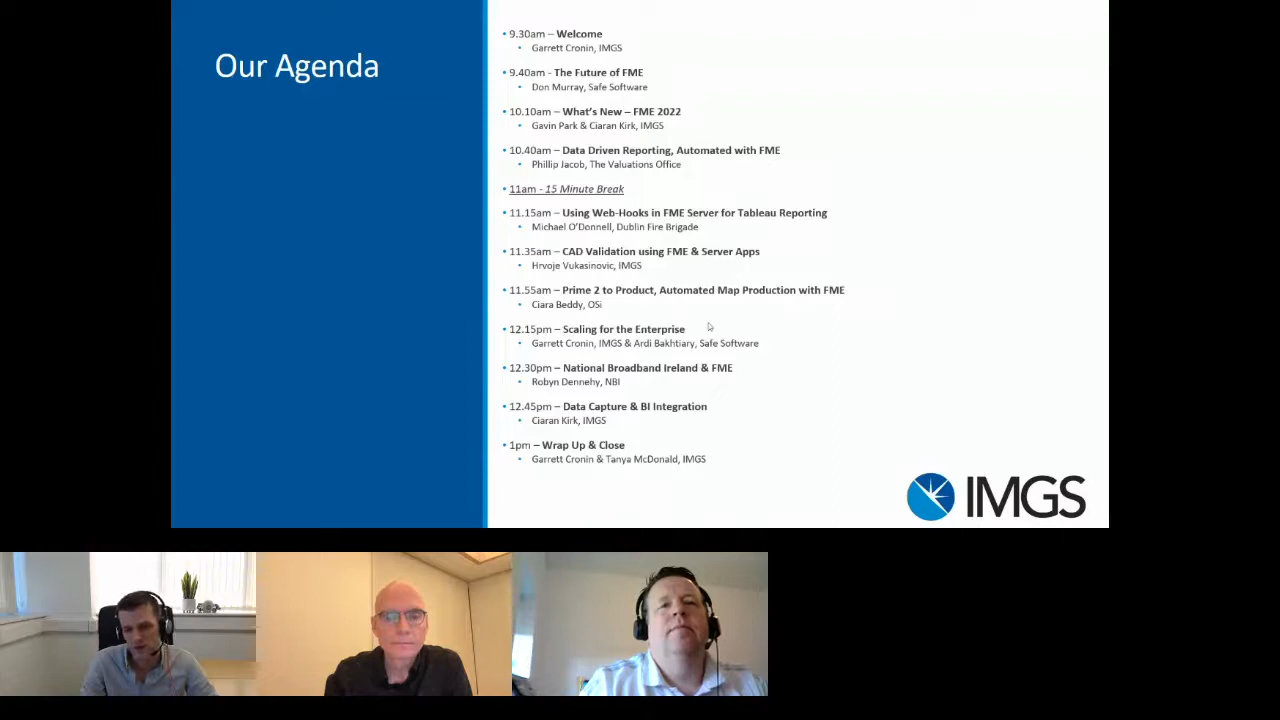 Our Agenda
• 9.30am – Welcome
• Garrett Cronin, IMGS
• 9.40am - The Future of FME
• Don Murray, Safe Software
• 10.10am – What's New – FME 2022
• Gavin Park & Ciaran Kirk, IMGS
• 10.40am – Data Driven Reporting, Automated with FME
• Phillip Jacob, The Valuations Office
• 11am - 15 Minute Break
• 11.15am – Using Web-Hooks in FME Server for Tableau Reporting
• Michael O'Donnell, Dublin Fire Brigade
• 11.35am – CAD Validation using FME & Server Apps
• Hrvoje Vukasinovic, IMGS
• 11.55am – Prime 2 to Product, Automated Map Production with FME
• Ciara Beddy, OSi
• 12.15pm – Scaling for the Enterprise
• Garrett Cronin, IMGS & Ardi Bakhtiary, Safe Software
• 12.30pm – National Broadband Ireland & FME
• Robyn Dennehy, NBI
• 12.45pm – Data Capture & BI Integration
• Ciaran Kirk, IMGS
• 1pm – Wrap Up & Close
• Garrett Cronin & Tanya McDonald, IMGS
IMGS